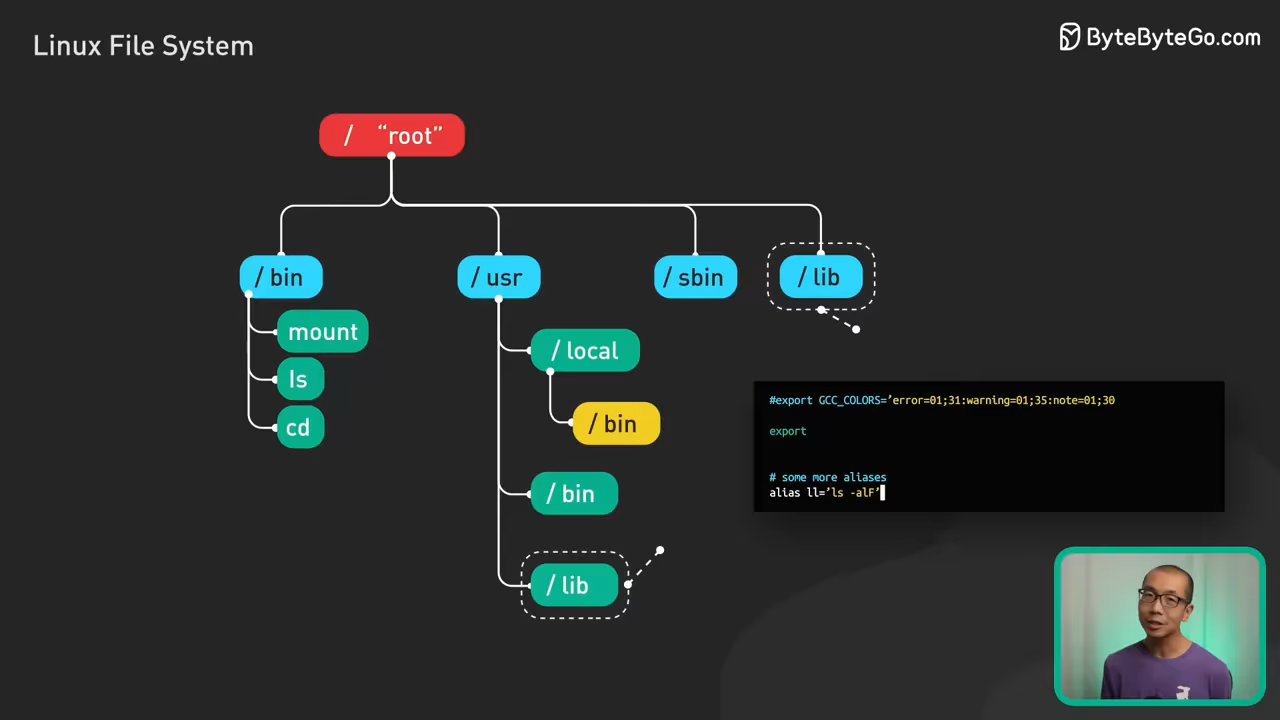 Linux File System
ByteByteGo.com
/ “root”
/ bin
/ usr
/ sbin
/ lib
mount
ls
cd
/ local
/ bin
/ bin
/ lib
#export GCC_COLORS=’error=01;31:warning=01;35:note=01;30
export
# some more aliases
alias ll=’ls -alF’